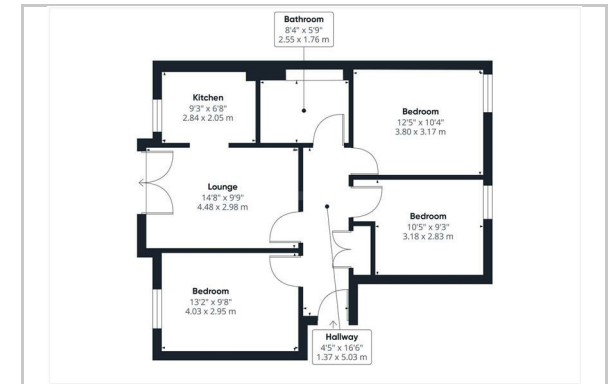 Bathroom
8'4" x 5'9"
2.55 x 1.76 m
Kitchen
9'3" x 6'8"
2.84 x 2.05 m
Bedroom
12'5" x 10'4"
3.80 x 3.17 m
Lounge
14'8" x 9'9"
4.48 x 2.98 m
Bedroom
10'5" x 9'3"
3.18 x 2.83 m
Bedroom
13'2" x 9'8"
4.03 x 2.95 m
Hallway
4'5" x 16'6"
1.37 x 5.03 m